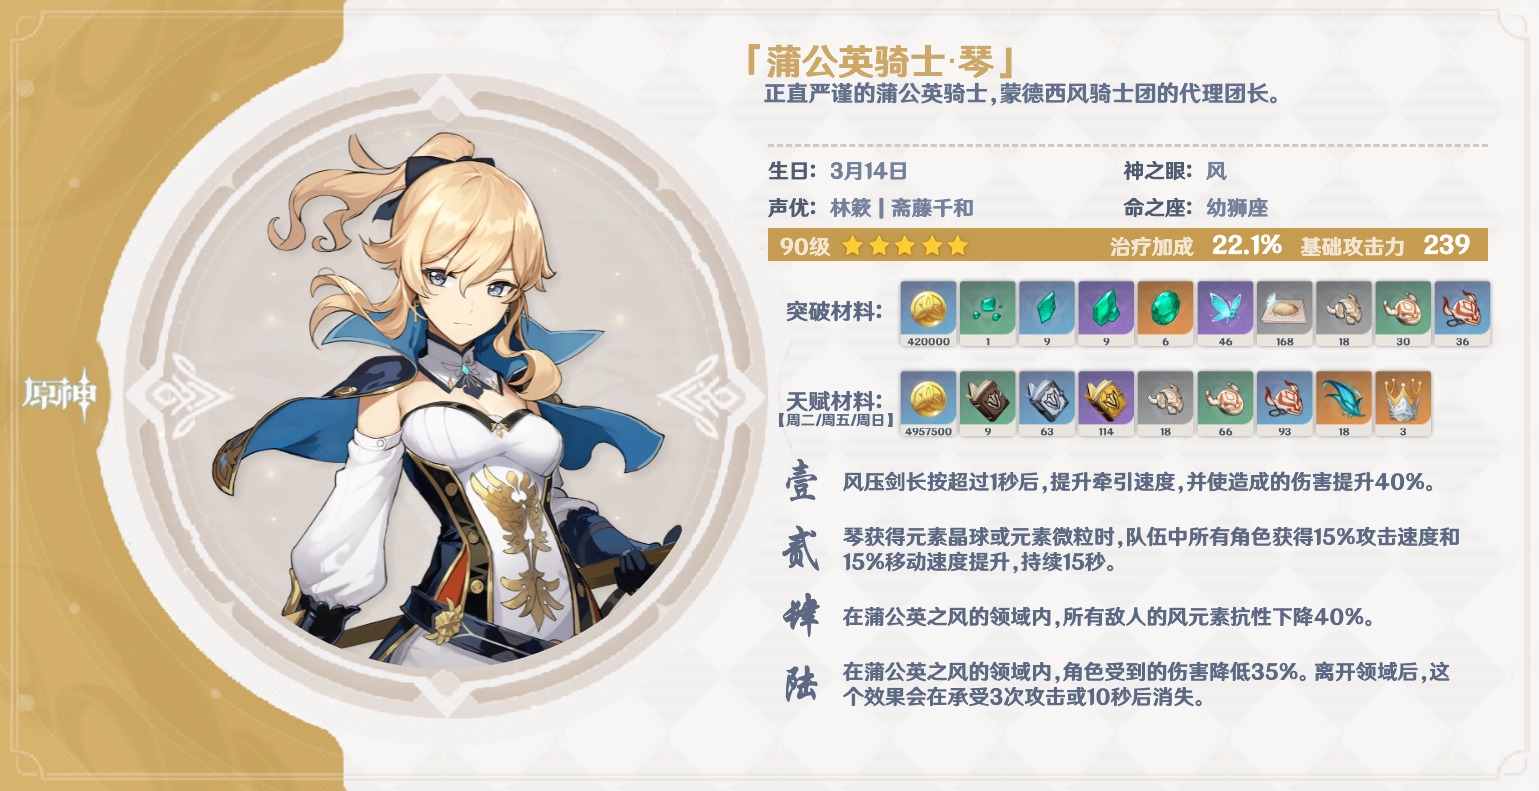 「蒲公英骑士·琴」
正直严谨的蒲公英骑士,蒙德西风骑士团的代理团长。
生日: 3月14日 神之眼: 风
声优: 林簌 | 斋藤千和 命之座: 幼狮座
90级 治疗加成 22.1% 基础攻击力 239
突破材料:
420000 1 9 9 6 46 168 18 30 36
原神
天赋材料:
【周二/周五/周日】
4957500 9 63 114 18 66 93 18 3
壹 风压剑长按超过1秒后,提升牵引速度,并使造成的伤害提升40%。
贰 琴获得元素晶球或元素微粒时,队伍中所有角色获得15%攻击速度和
15%移动速度提升,持续15秒。
肆 在蒲公英之风的领域内,所有敌人的风元素抗性下降40%。
陆 在蒲公英之风的领域内,角色受到的伤害降低35%。离开领域后,这
个效果会在承受3次攻击或10秒后消失。